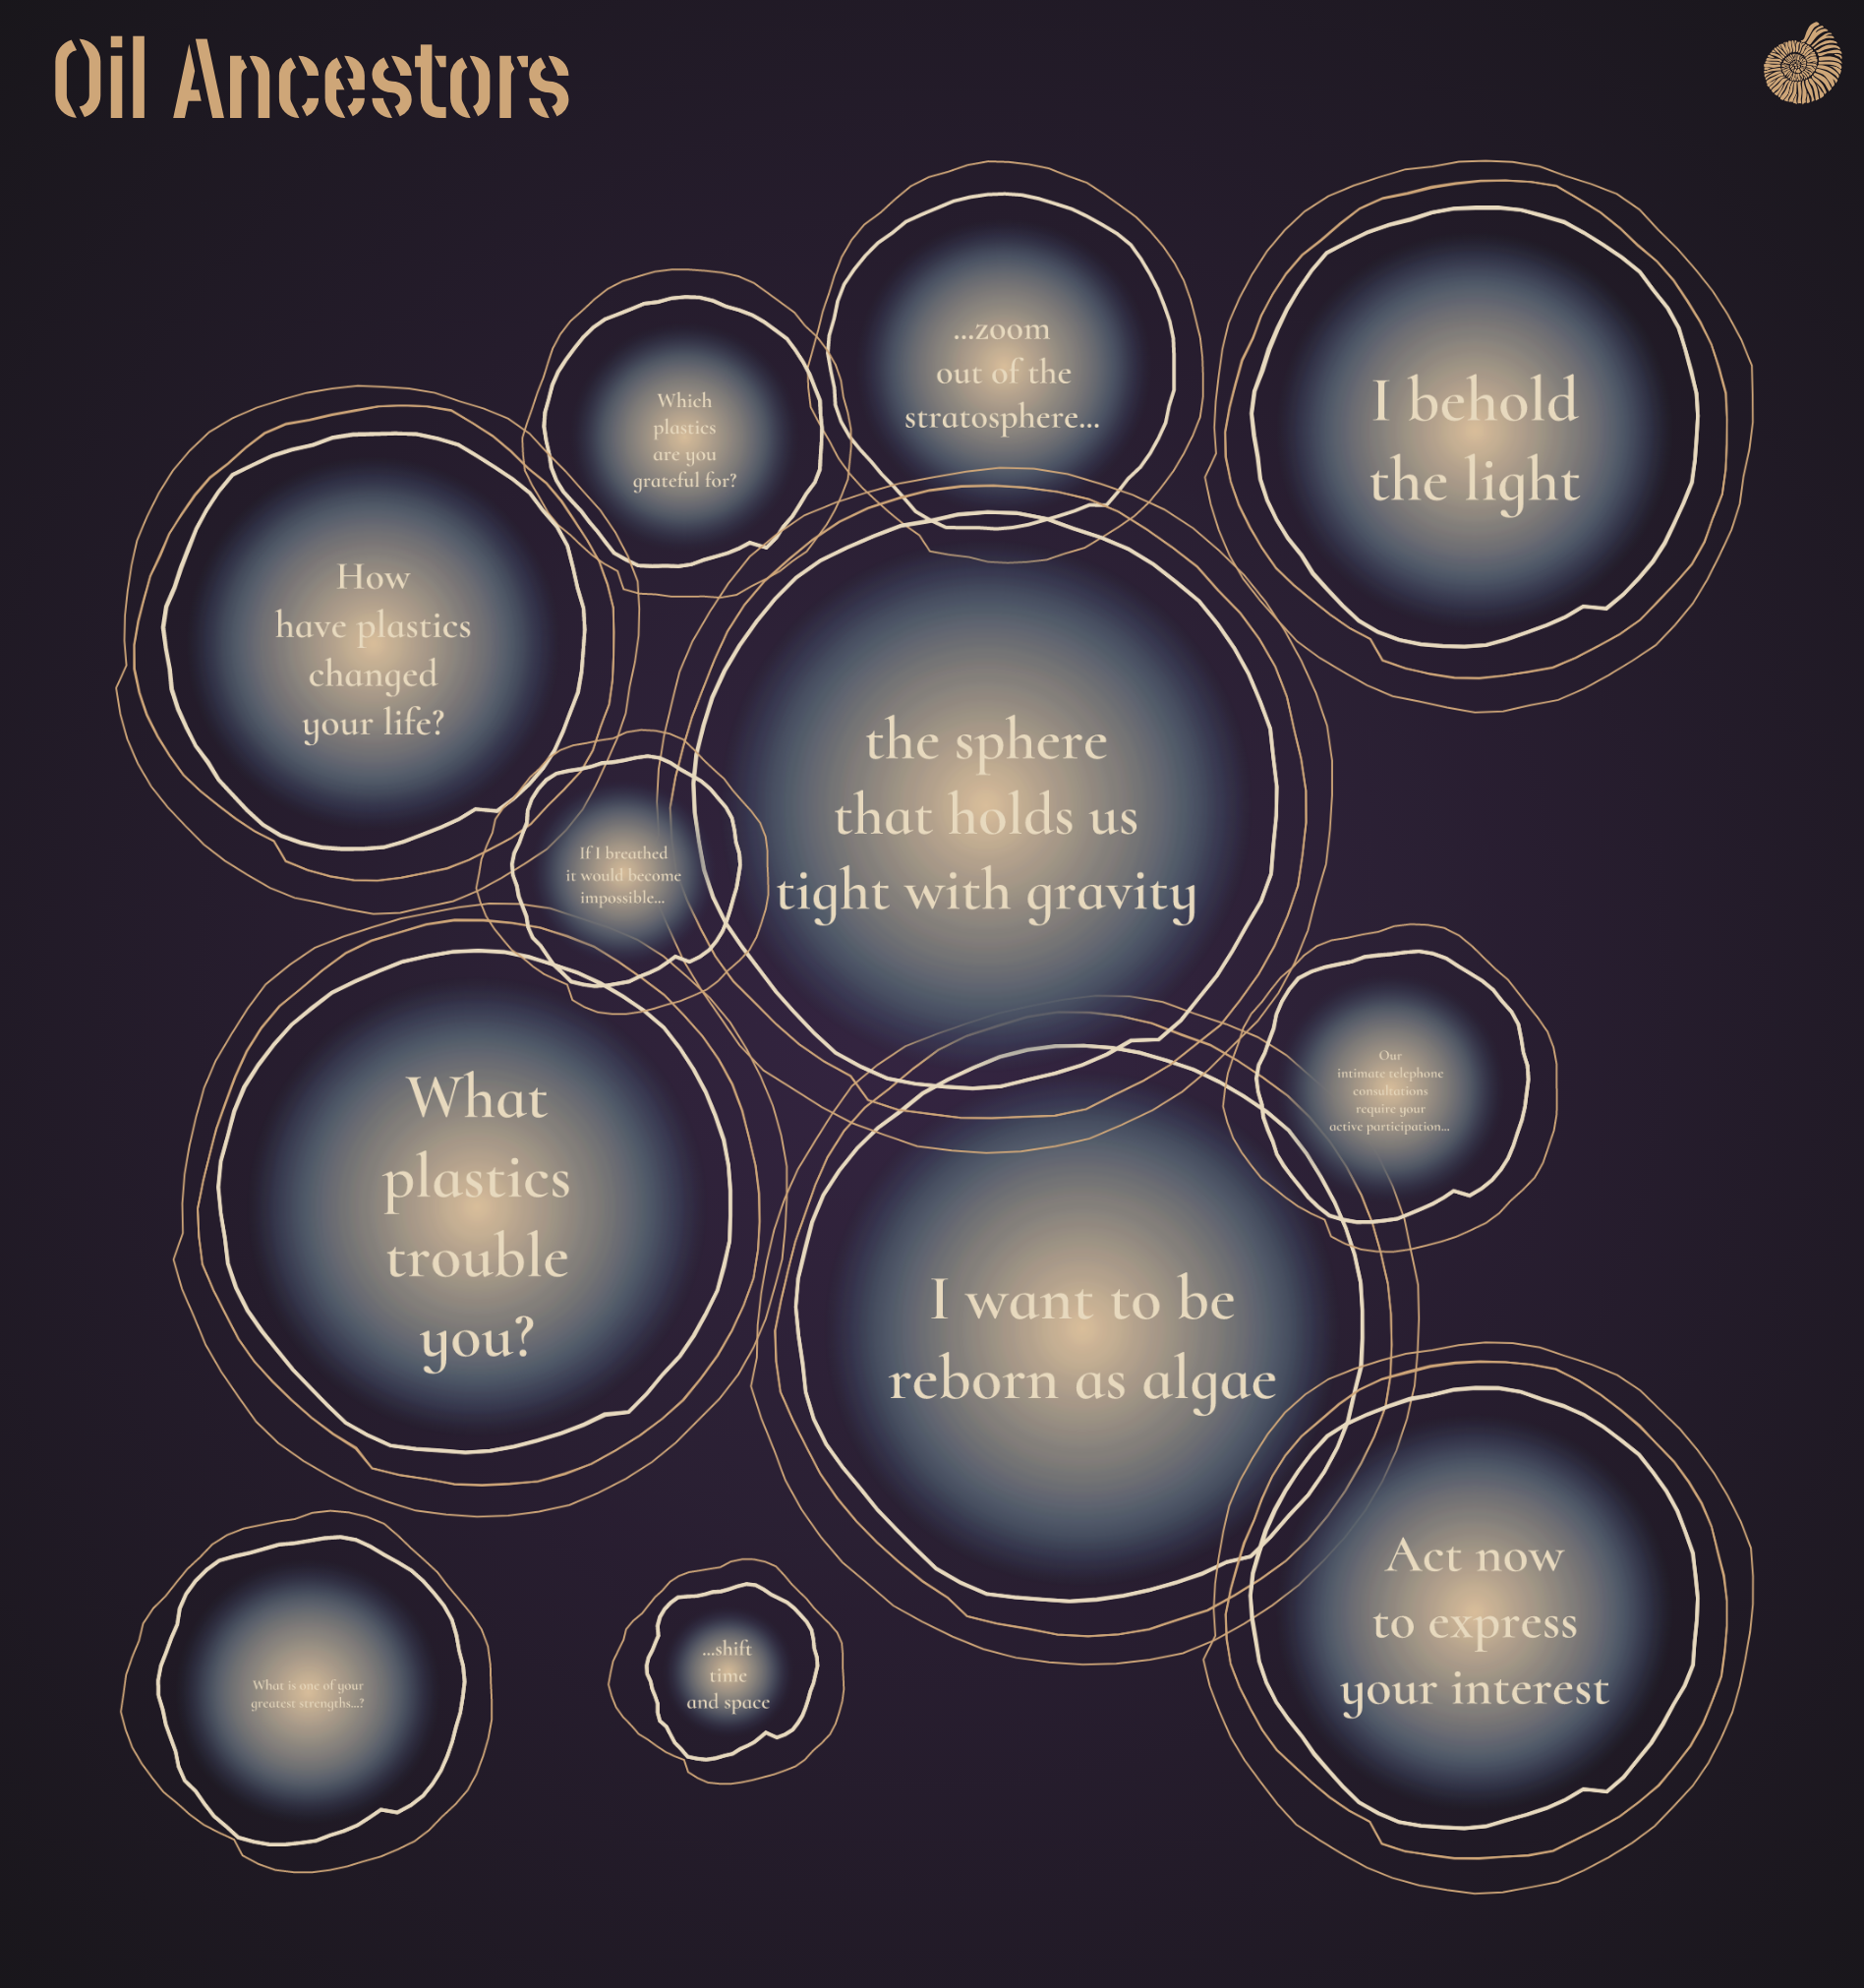 Oil Ancestors
...zoom
out of the
stratosphere...
I behold
the light
Which
plastics
are you
grateful for?
How
have plastics
changed
your life?
the sphere
that holds us
tight with gravity
If I breathed
it would become
impossible...
Our
intimate telephone
consultations
require your
active participation...
What
plastics
trouble
you?
I want to be
reborn as algae
Act now
to express
your interest
What is one of your
greatest strengths...?
...shift
time
and space